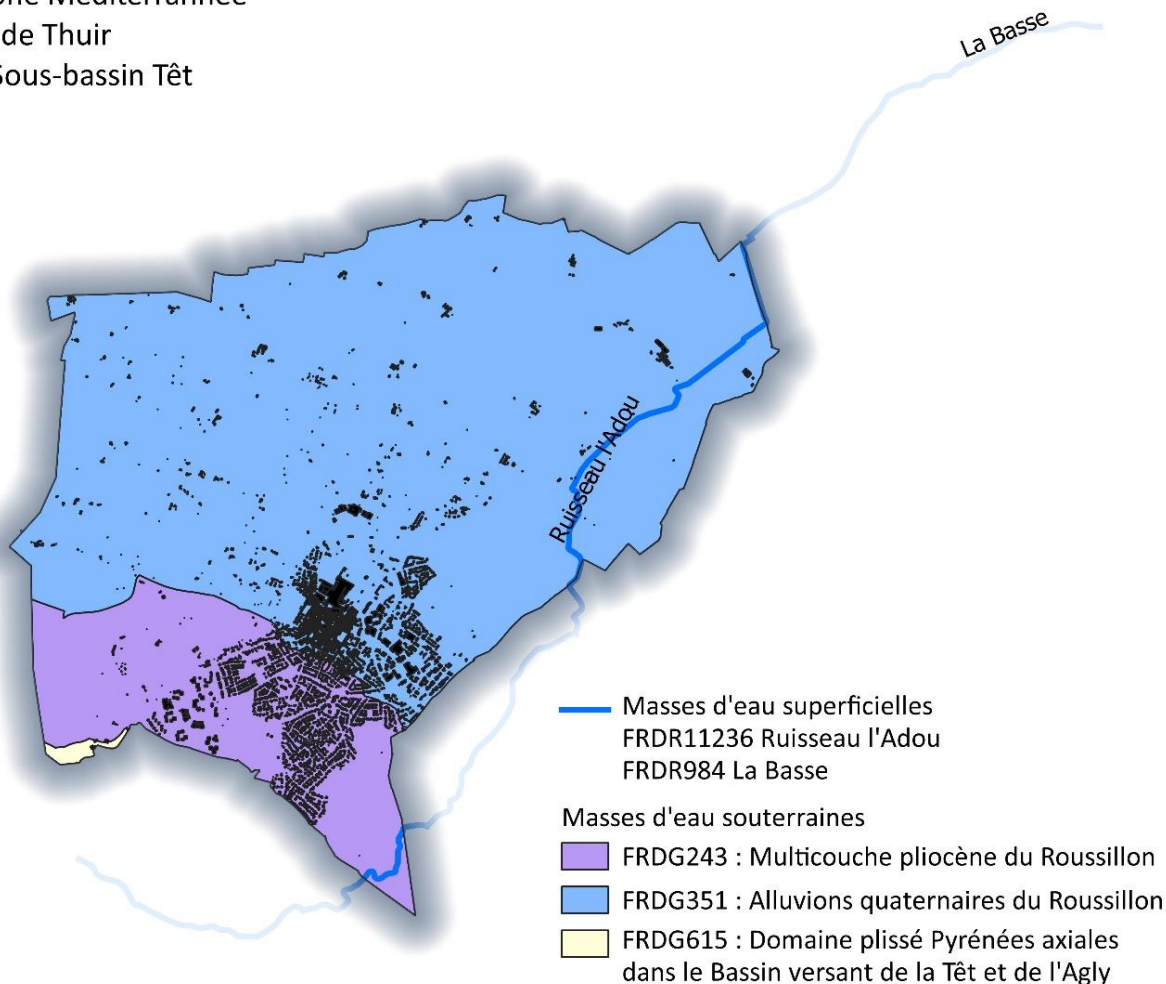 de Thuir
Sous-bassin Têt
La Basse
Ruisseau l'Adou
Masses d'eau superficielles
FRDR11236 Ruisseau l'Adou
FRDR984 La Basse
Masses d'eau souterraines
FRDG243 : Multicouche pliocène du Roussillon
FRDG351 : Alluvions quaternaires du Roussillon
FRDG615 : Domaine plissé Pyrénées axiales
dans le Bassin versant de la Têt et de l'Agly